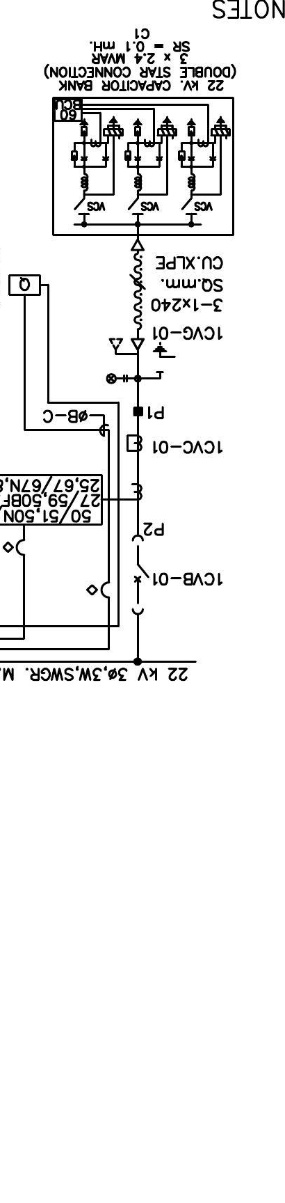 22 kV 3ø,3W,SWGR. M
1CVB-01
P2
50 / 51,50N
27/59,50BF
25,67/67N,8
1CVC-01
øB-C
P1
1CVG-01
3-1x240
SQ.mm.
CU.XLPE
Q
VCS
VCS
VCS
60
BCU
22 kV. CAPACITOR BANK
(DOUBLE STAR CONNECTION)
3 x 2.4 MVAR
SR = 0.1 mH.
C1
NOTES